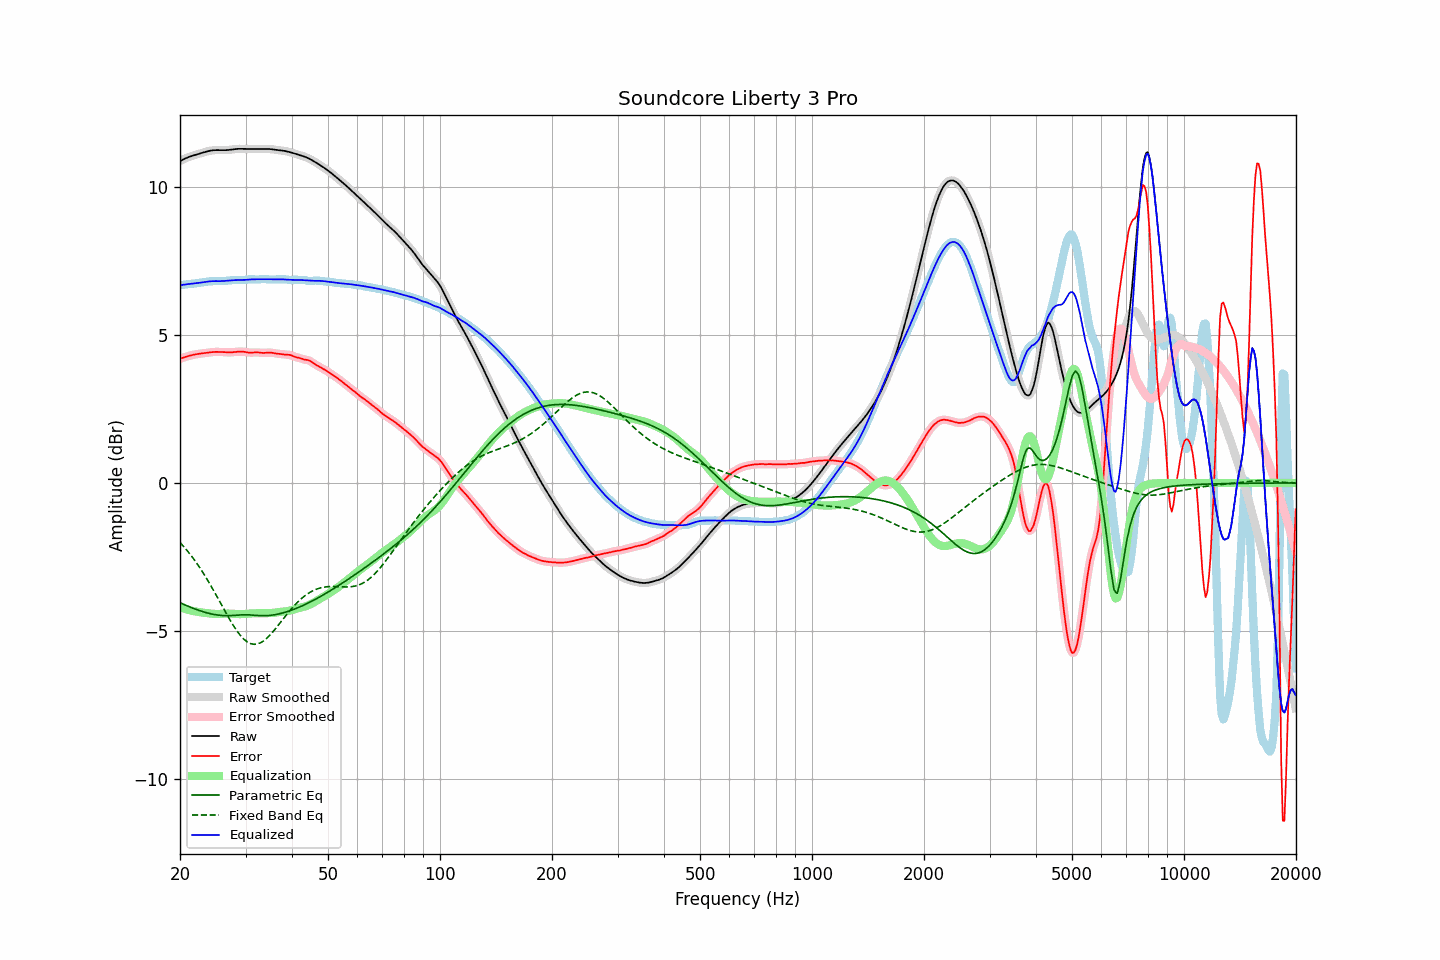 Soundcore Liberty 3 Pro
Amplitude (dBr)
10
5
0
−5
−10
Target
Raw Smoothed
Error Smoothed
Raw
Error
Equalization
Parametric Eq
Fixed Band Eq
Equalized
20 50 100 200 500 1000 2000 5000 10000 20000
Frequency (Hz)